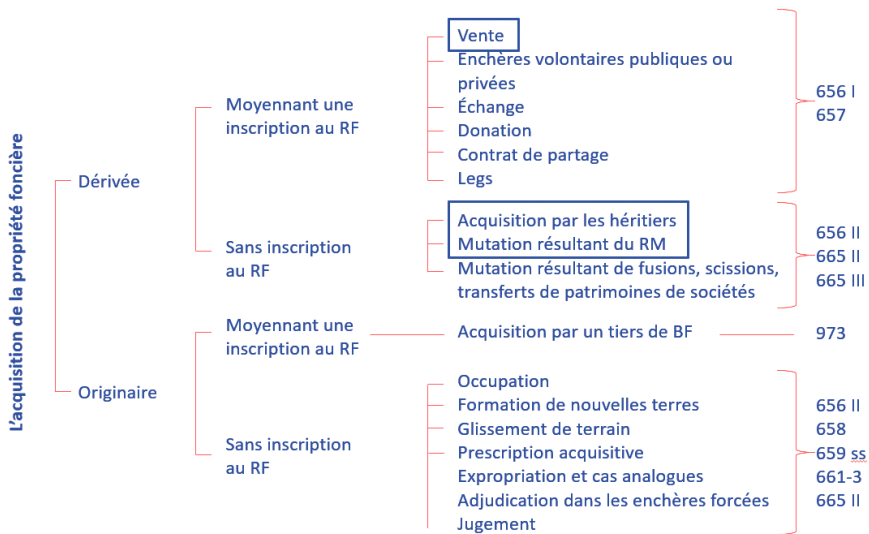 L'acquisition de la propriété foncière
Dérivée
Moyennant une
inscription au RF
Vente
Enchères volontaires publiques ou
privées
Échange
Donation
Contrat de partage
Legs
656 I
657
Sans inscription
au RF
Acquisition par les héritiers
Mutation résultant du RM
Mutation résultant de fusions, scissions,
transferts de patrimoines de sociétés
656 II
665 II
665 III
Originaire
Moyennant une
inscription au RF
Acquisition par un tiers de BF
973
Sans inscription
au RF
Occupation
Formation de nouvelles terres
Glissement de terrain
Prescription acquisitive
Expropriation et cas analogues
Adjudication dans les enchères forcées
Jugement
656 II
658
659 ss
661-3
665 II